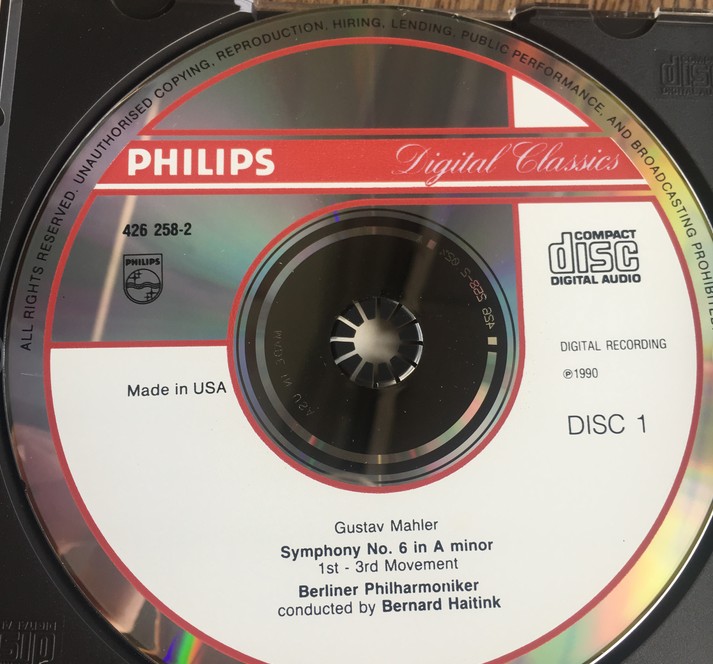 ALL RIGHTS RESERVED. UNAUTHORISED COPYING, REPRODUCTION, HIRING, LENDING, PUBLIC PERFORMANCE, AND BROADCASTING PROHIBITED
PHILIPS Digital Classics
426 258-2
PHILIPS
COMPACT
disc
DIGITAL AUDIO
DIGITAL RECORDING
℗1990
Made in USA
DISC 1
Gustav Mahler
Symphony No. 6 in A minor
1st - 3rd Movement
Berliner Philharmoniker
conducted by Bernard Haitink